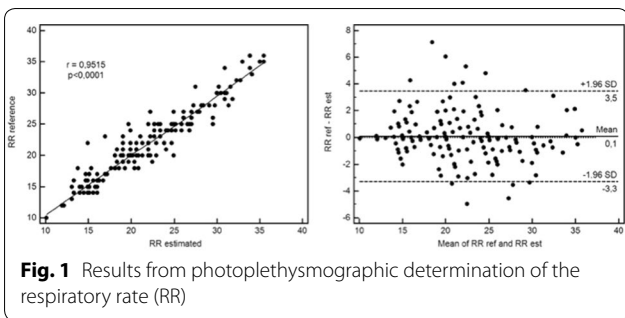 40
35
30
25
20
15
10
RR reference
r = 0,9515
p<0.0001
10 15 20 25 30 35 40
RR estimated
8
6
4
2
0
-2
-4
-6
RR ref - RR est
+1.96 SD
3,5
Mean
0,1
-1.96 SD
-3,3
10 15 20 25 30 35 40
Mean of RR ref and RR est
Fig. 1 Results from photoplethysmographic determination of the
respiratory rate (RR)